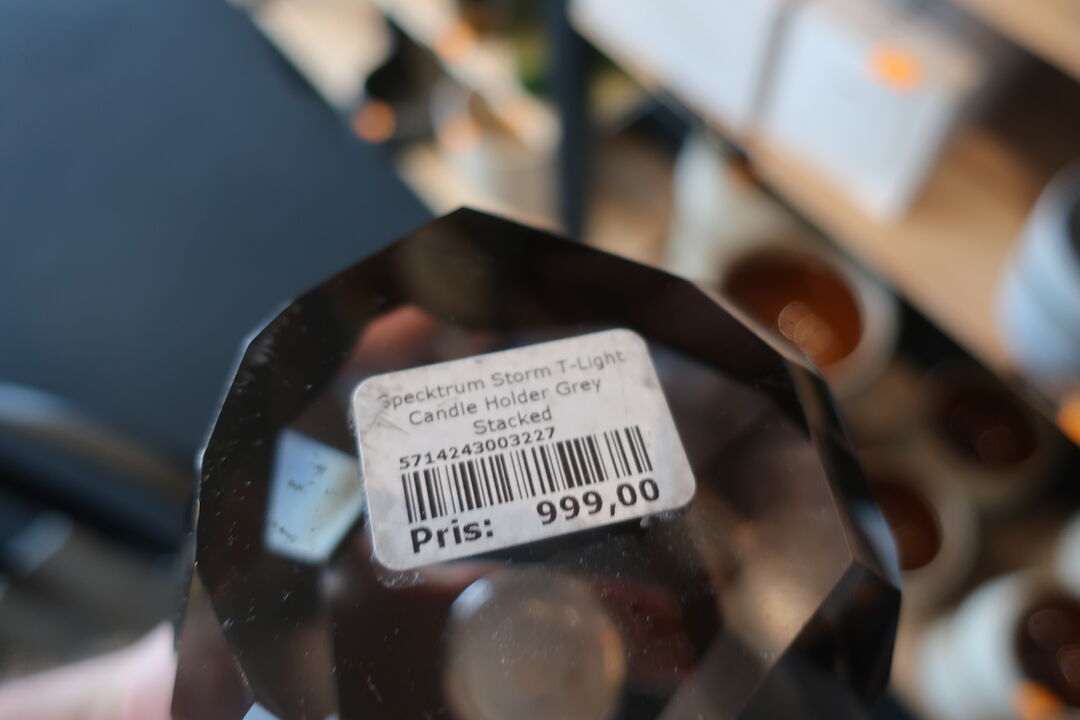 Specktrum Storm T-Light
Candle Holder Grey
Stacked
5714243003227
Pris: 999,00